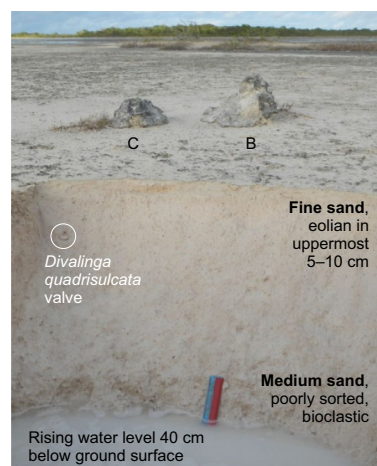 C
B
Fine sand,
eolian in
uppermost
5–10 cm
Divalinga
quadrisulcata
valve
Medium sand,
poorly sorted,
bioclastic
Rising water level 40 cm
below ground surface